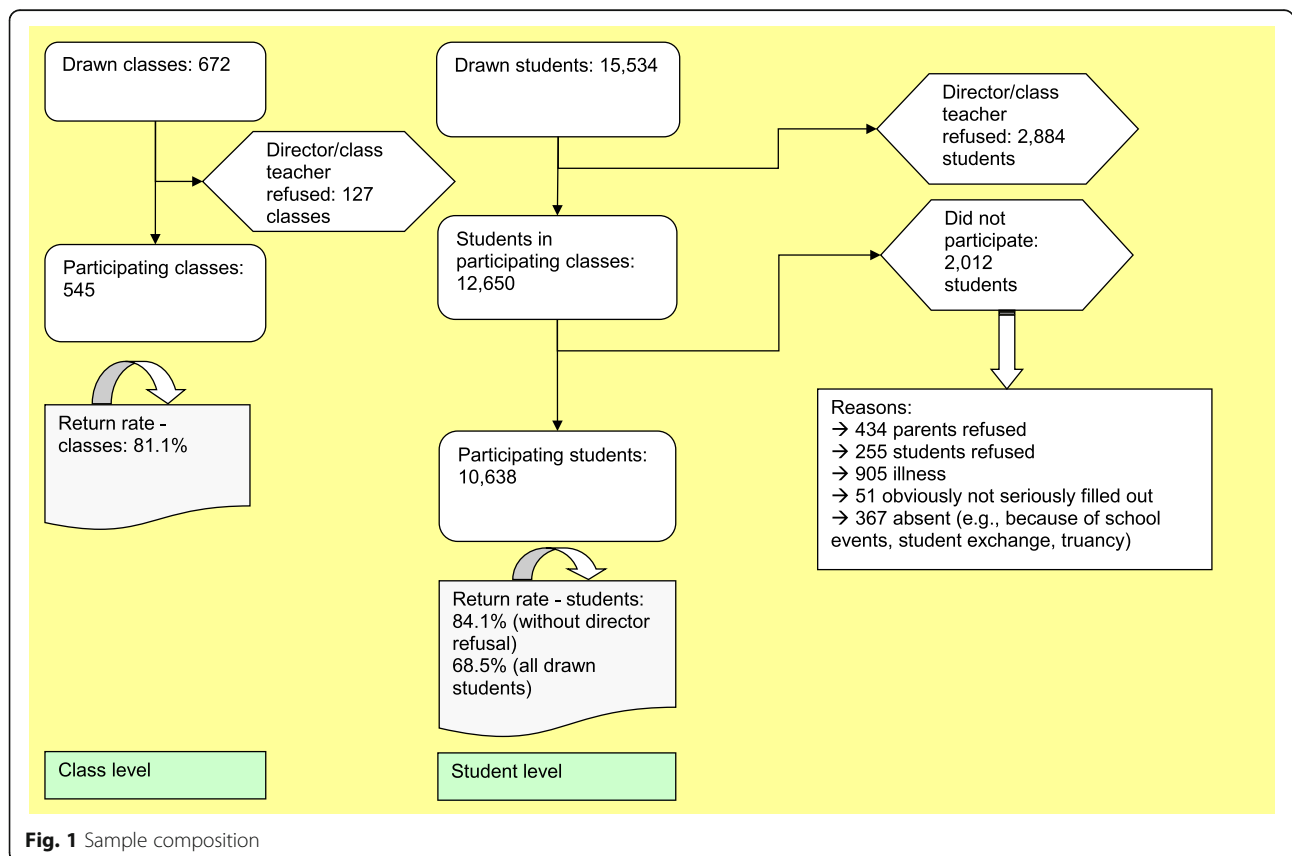 Drawn classes: 672
Director/class
teacher
refused: 127
classes
Participating classes:
545
Return rate -
classes: 81.1%
Class level
Drawn students: 15,534
Director/class
teacher
refused: 2,884
students
Students in
participating classes:
12,650
Did not
participate:
2,012
students
Reasons:
→ 434 parents refused
→ 255 students refused
→ 905 illness
→ 51 obviously not seriously filled out
→ 367 absent (e.g., because of school
events, student exchange, truancy)
Participating students:
10,638
Return rate - students:
84.1% (without director
refusal)
68.5% (all drawn
students)
Student level
Fig. 1 Sample composition